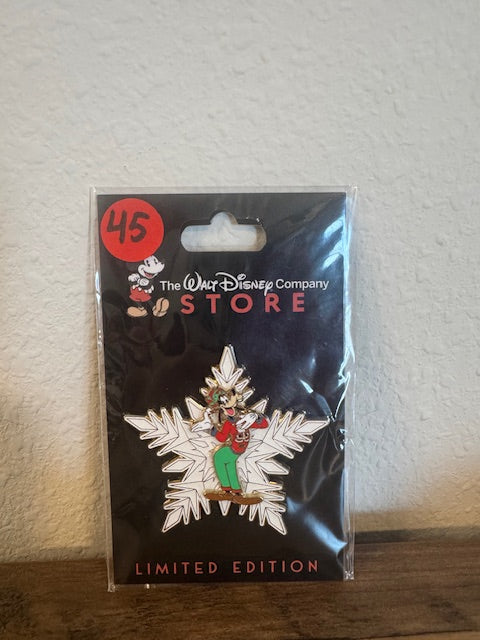 45
The Walt Disney Company
STORE
LIMITED EDITION